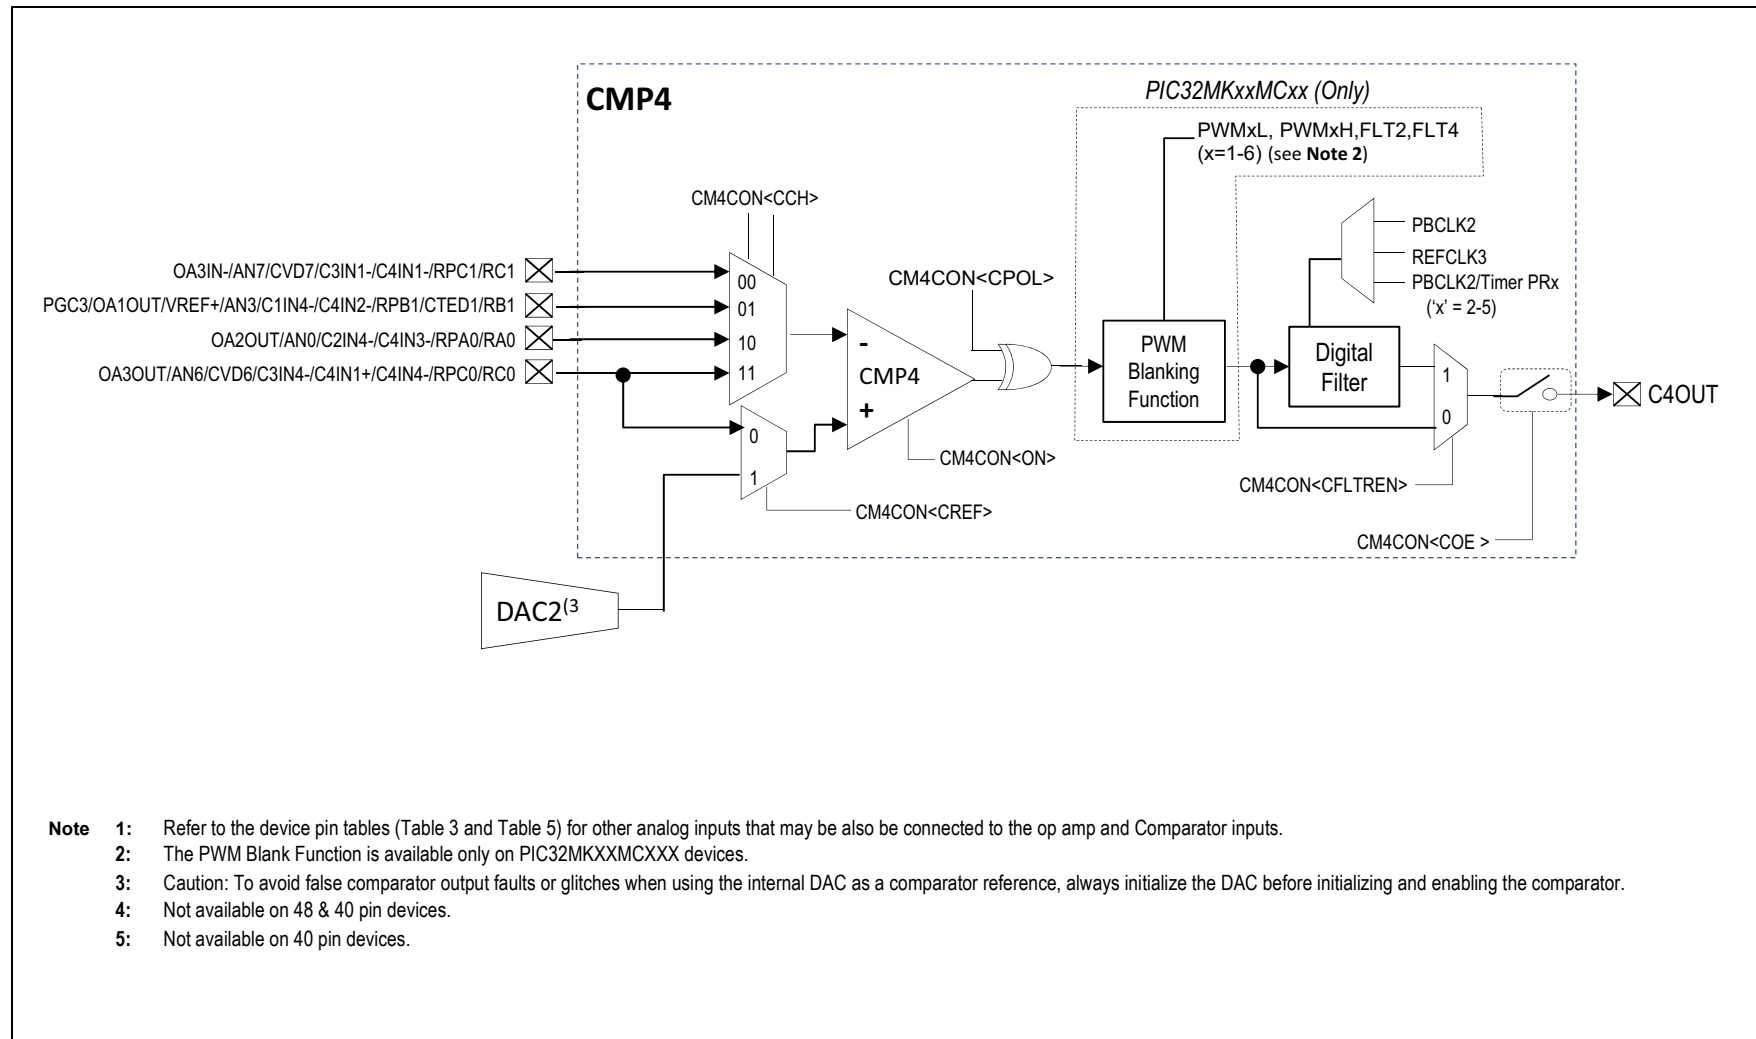 CMP4
PIC32MKxxMCxx (Only)
PWMxL, PWMxH,FLT2,FLT4
(x=1-6) (see Note 2)
CM4CON<CCH>
PBCLK2
REFCLK3
PBCLK2/Timer PRx
('x' = 2-5)
OA3IN-/AN7/CVD7/C3IN1-/C4IN1-/RPC1/RC1
PGC3/OA1OUT/VREF+/AN3/C1IN4-/C4IN2-/RPB1/CTED1/RB1
OA2OUT/AN0/C2IN4-/C4IN3-/RPA0/RA0
OA3OUT/AN6/CVD6/C3IN4-/C4IN1+/C4IN4-/RPC0/RC0
00
01
10
11
CM4CON<CPOL>
-
CMP4
+
PWM
Blanking
Function
Digital
Filter
1
0
C4OUT
0
1
CM4CON<ON>
CM4CON<CREF>
CM4CON<CFLTREN>
CM4CON<COE >
DAC2(3
Note 1: Refer to the device pin tables (Table 3 and Table 5) for other analog inputs that may be also be connected to the op amp and Comparator inputs.
2: The PWM Blank Function is available only on PIC32MKXXMCXXX devices.
3: Caution: To avoid false comparator output faults or glitches when using the internal DAC as a comparator reference, always initialize the DAC before initializing and enabling the comparator.
4: Not available on 48 & 40 pin devices.
5: Not available on 40 pin devices.